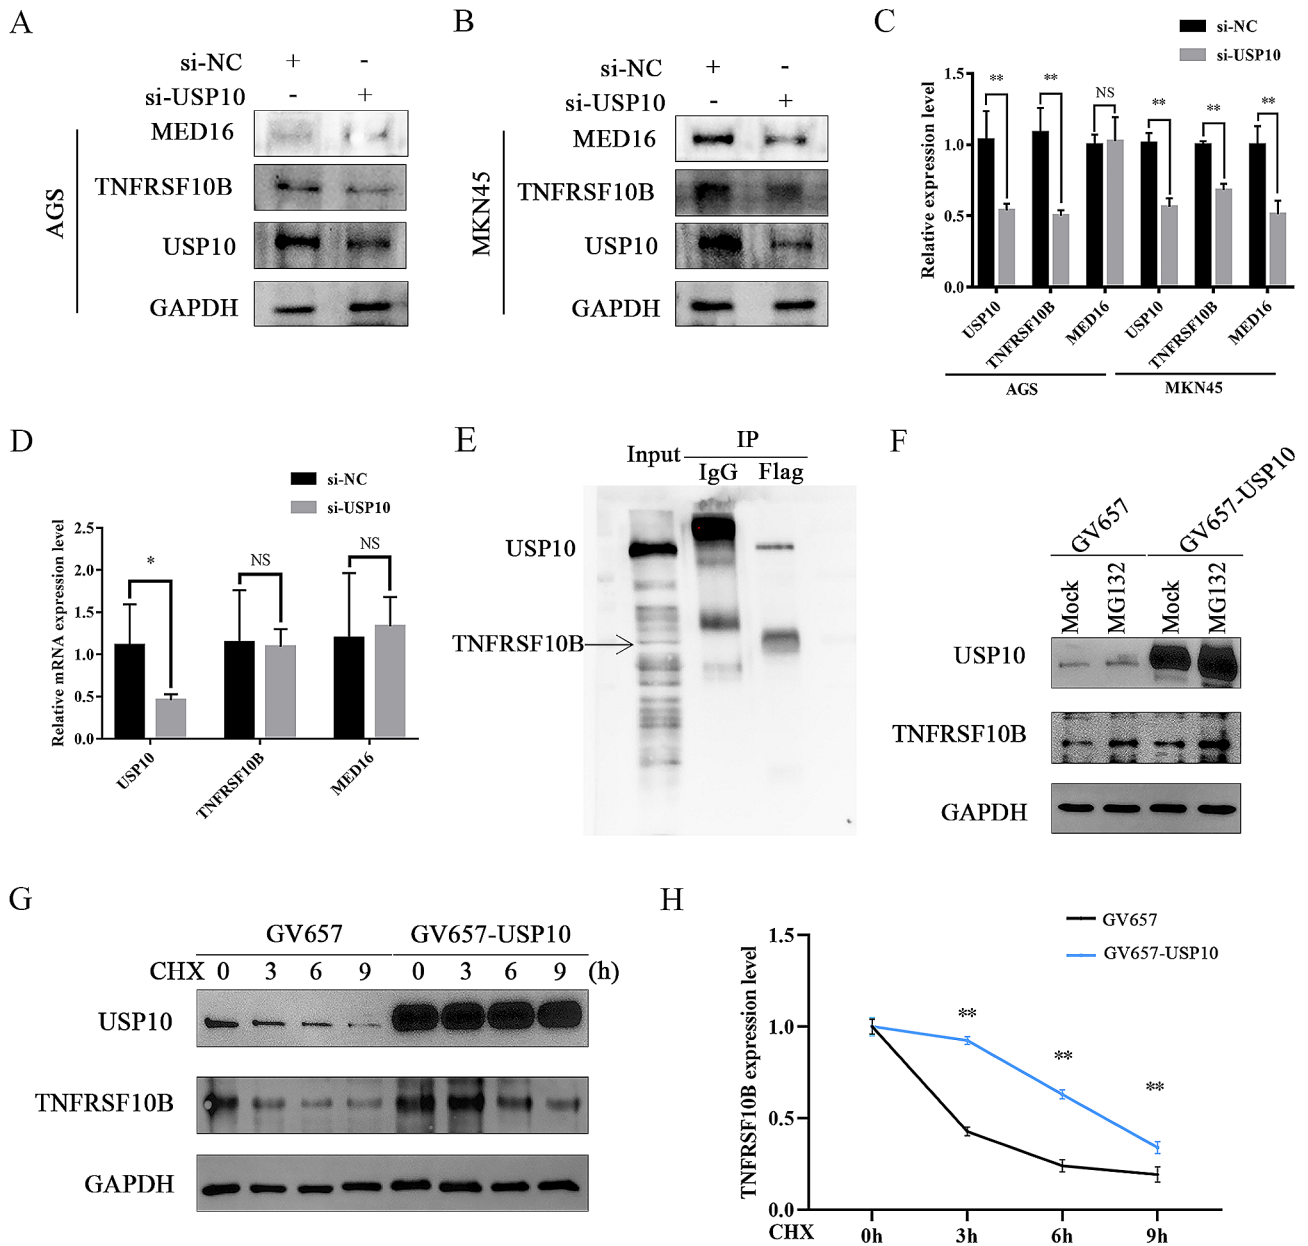 A
si-NC + -
si-USP10 - +
MED16
TNFRSF10B
USP10
GAPDH
AGS
B
si-NC + -
si-USP10 - +
MED16
TNFRSF10B
USP10
GAPDH
MKN45
C
si-NC
si-USP10
Relative expression level
1.5
1.0
0.5
0.0
** ** NS ** ** **
USP10 TNFRSF10B MED16 USP10 TNFRSF10B MED16
AGS MKN45
D
si-NC
si-USP10
Relative mRNA expression level
2.5
2.0
1.5
1.0
0.5
0.0
* NS NS
USP10 TNFRSF10B MED16
E
IP
Input IgG Flag
USP10
TNFRSF10B
F
GV657 GV657-USP10
Mock MG132 Mock MG132
USP10
TNFRSF10B
GAPDH
G
GV657 GV657-USP10
CHX 0 3 6 9 0 3 6 9 (h)
USP10
TNFRSF10B
GAPDH
H
GV657
GV657-USP10
TNFRSF10B expression level
1.5
1.0
0.5
0.0
** ** **
CHX 0h 3h 6h 9h